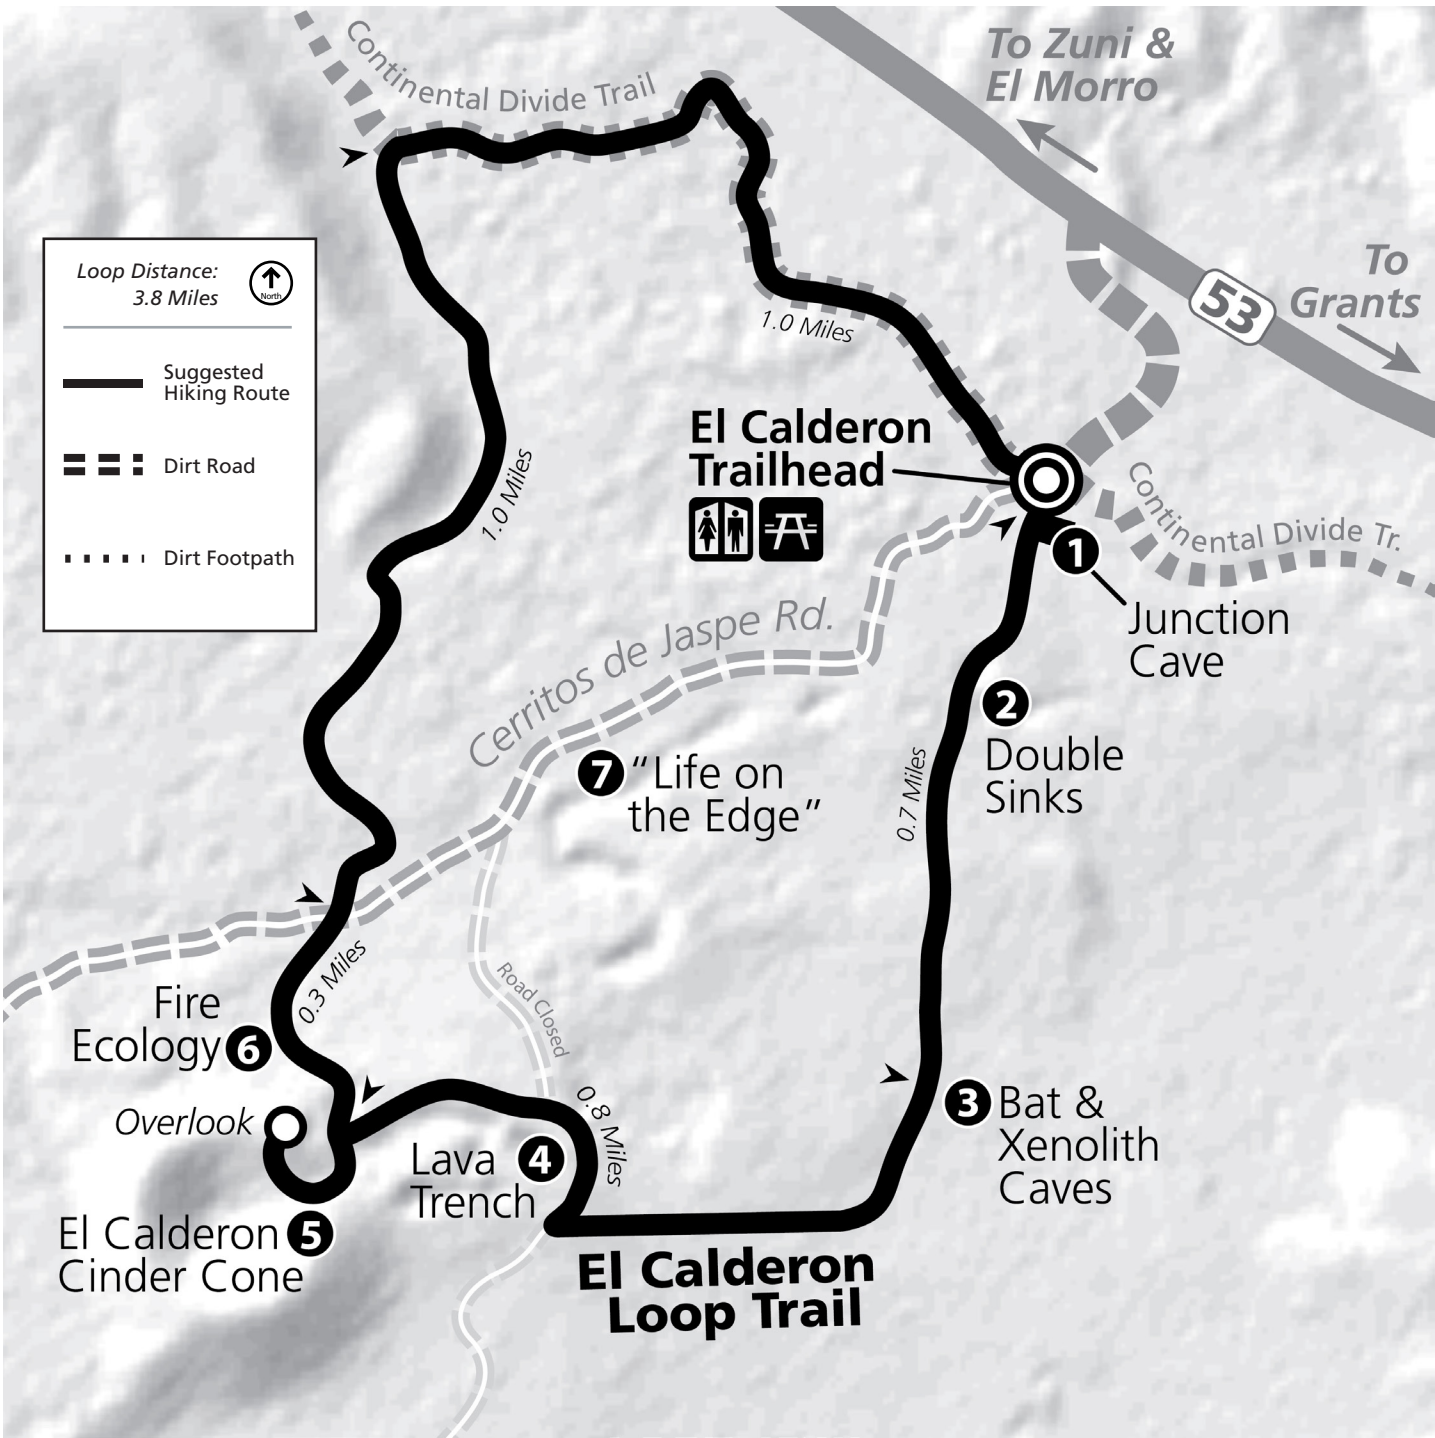 Continental Divide Trail
To Zuni &
El Morro
To
Grants
53
Loop Distance:
3.8 Miles
North
Suggested
Hiking Route
Dirt Road
Dirt Footpath
1.0 Miles
El Calderon
Trailhead
Continental Divide Tr.
1.0 Miles
1
Junction
Cave
Cerritos de Jaspe Rd.
2
Double
Sinks
7 “Life on
the Edge”
0.7 Miles
0.3 Miles
Road Closed
Fire
Ecology 6
Overlook
0.8 Miles
3 Bat &
Xenolith
Caves
Lava 4
Trench
El Calderon 5
Cinder Cone
El Calderon
Loop Trail